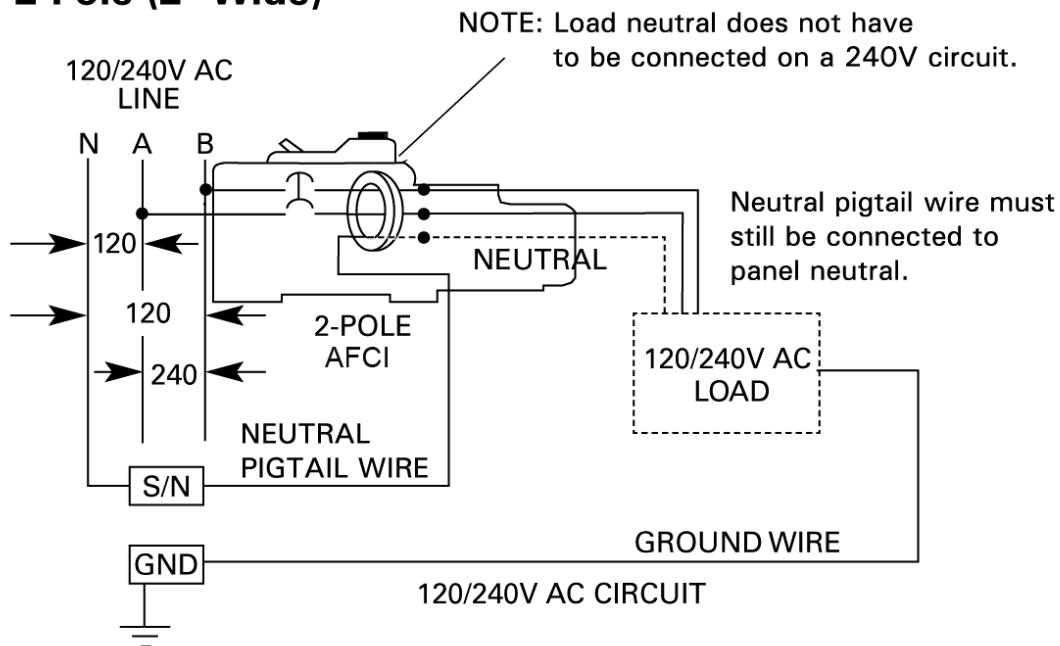 2-Pole (2" Wide)
NOTE: Load neutral does not have
to be connected on a 240V circuit.
120/240V AC
LINE
N A B
Neutral pigtail wire must
still be connected to
panel neutral.
120
NEUTRAL
120
2-POLE
AFCI
240
120/240V AC
LOAD
NEUTRAL
PIGTAIL WIRE
S/N
GROUND WIRE
GND
120/240V AC CIRCUIT